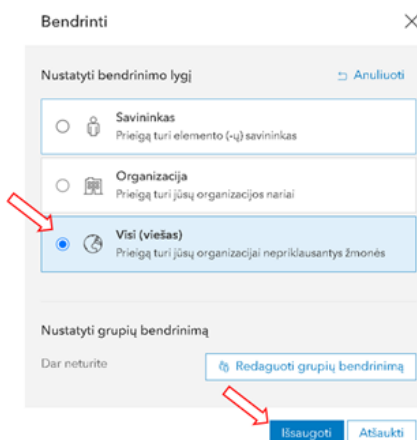 Bendrinti
Nustatyti bendrinimo lygį
Anuliuoti
Savininkas
Prieigą turi elemento (-ų) savininkas
Organizacija
Prieigą turi jūsų organizacijos nariai
Visi (viešas)
Prieigą turi jūsų organizacijai nepriklausantys žmonės
Nustatyti grupių bendrinimą
Dar neturite
Redaguoti grupių bendrinimą
Išsaugoti
Atšaukti